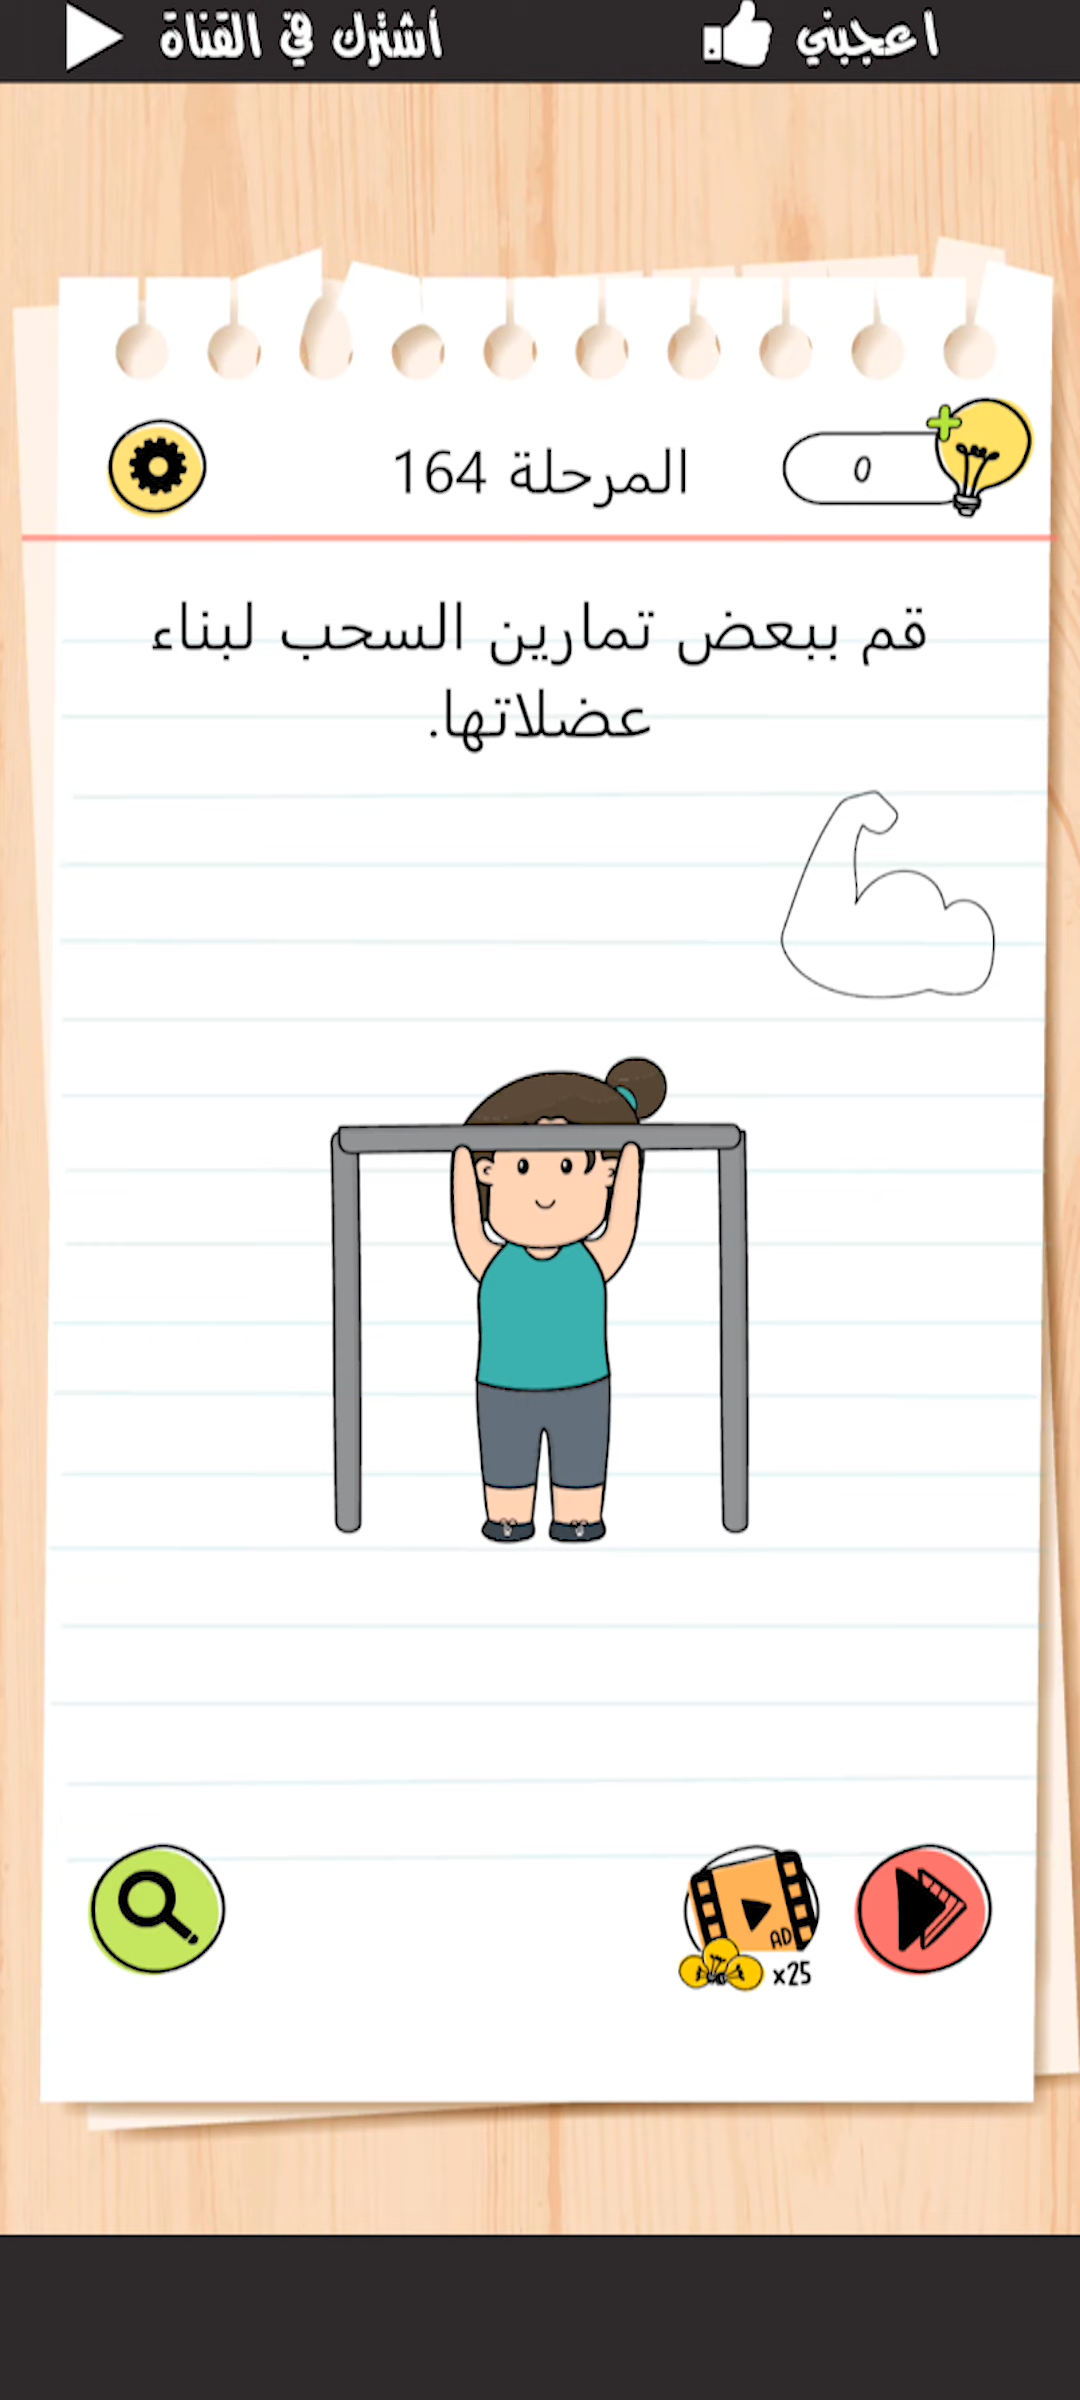 اعجبني
أشترك في القناة
المرحلة 164
0
قم ببعض تمارين السحب لبناء
عضلاتها.
AD
x25